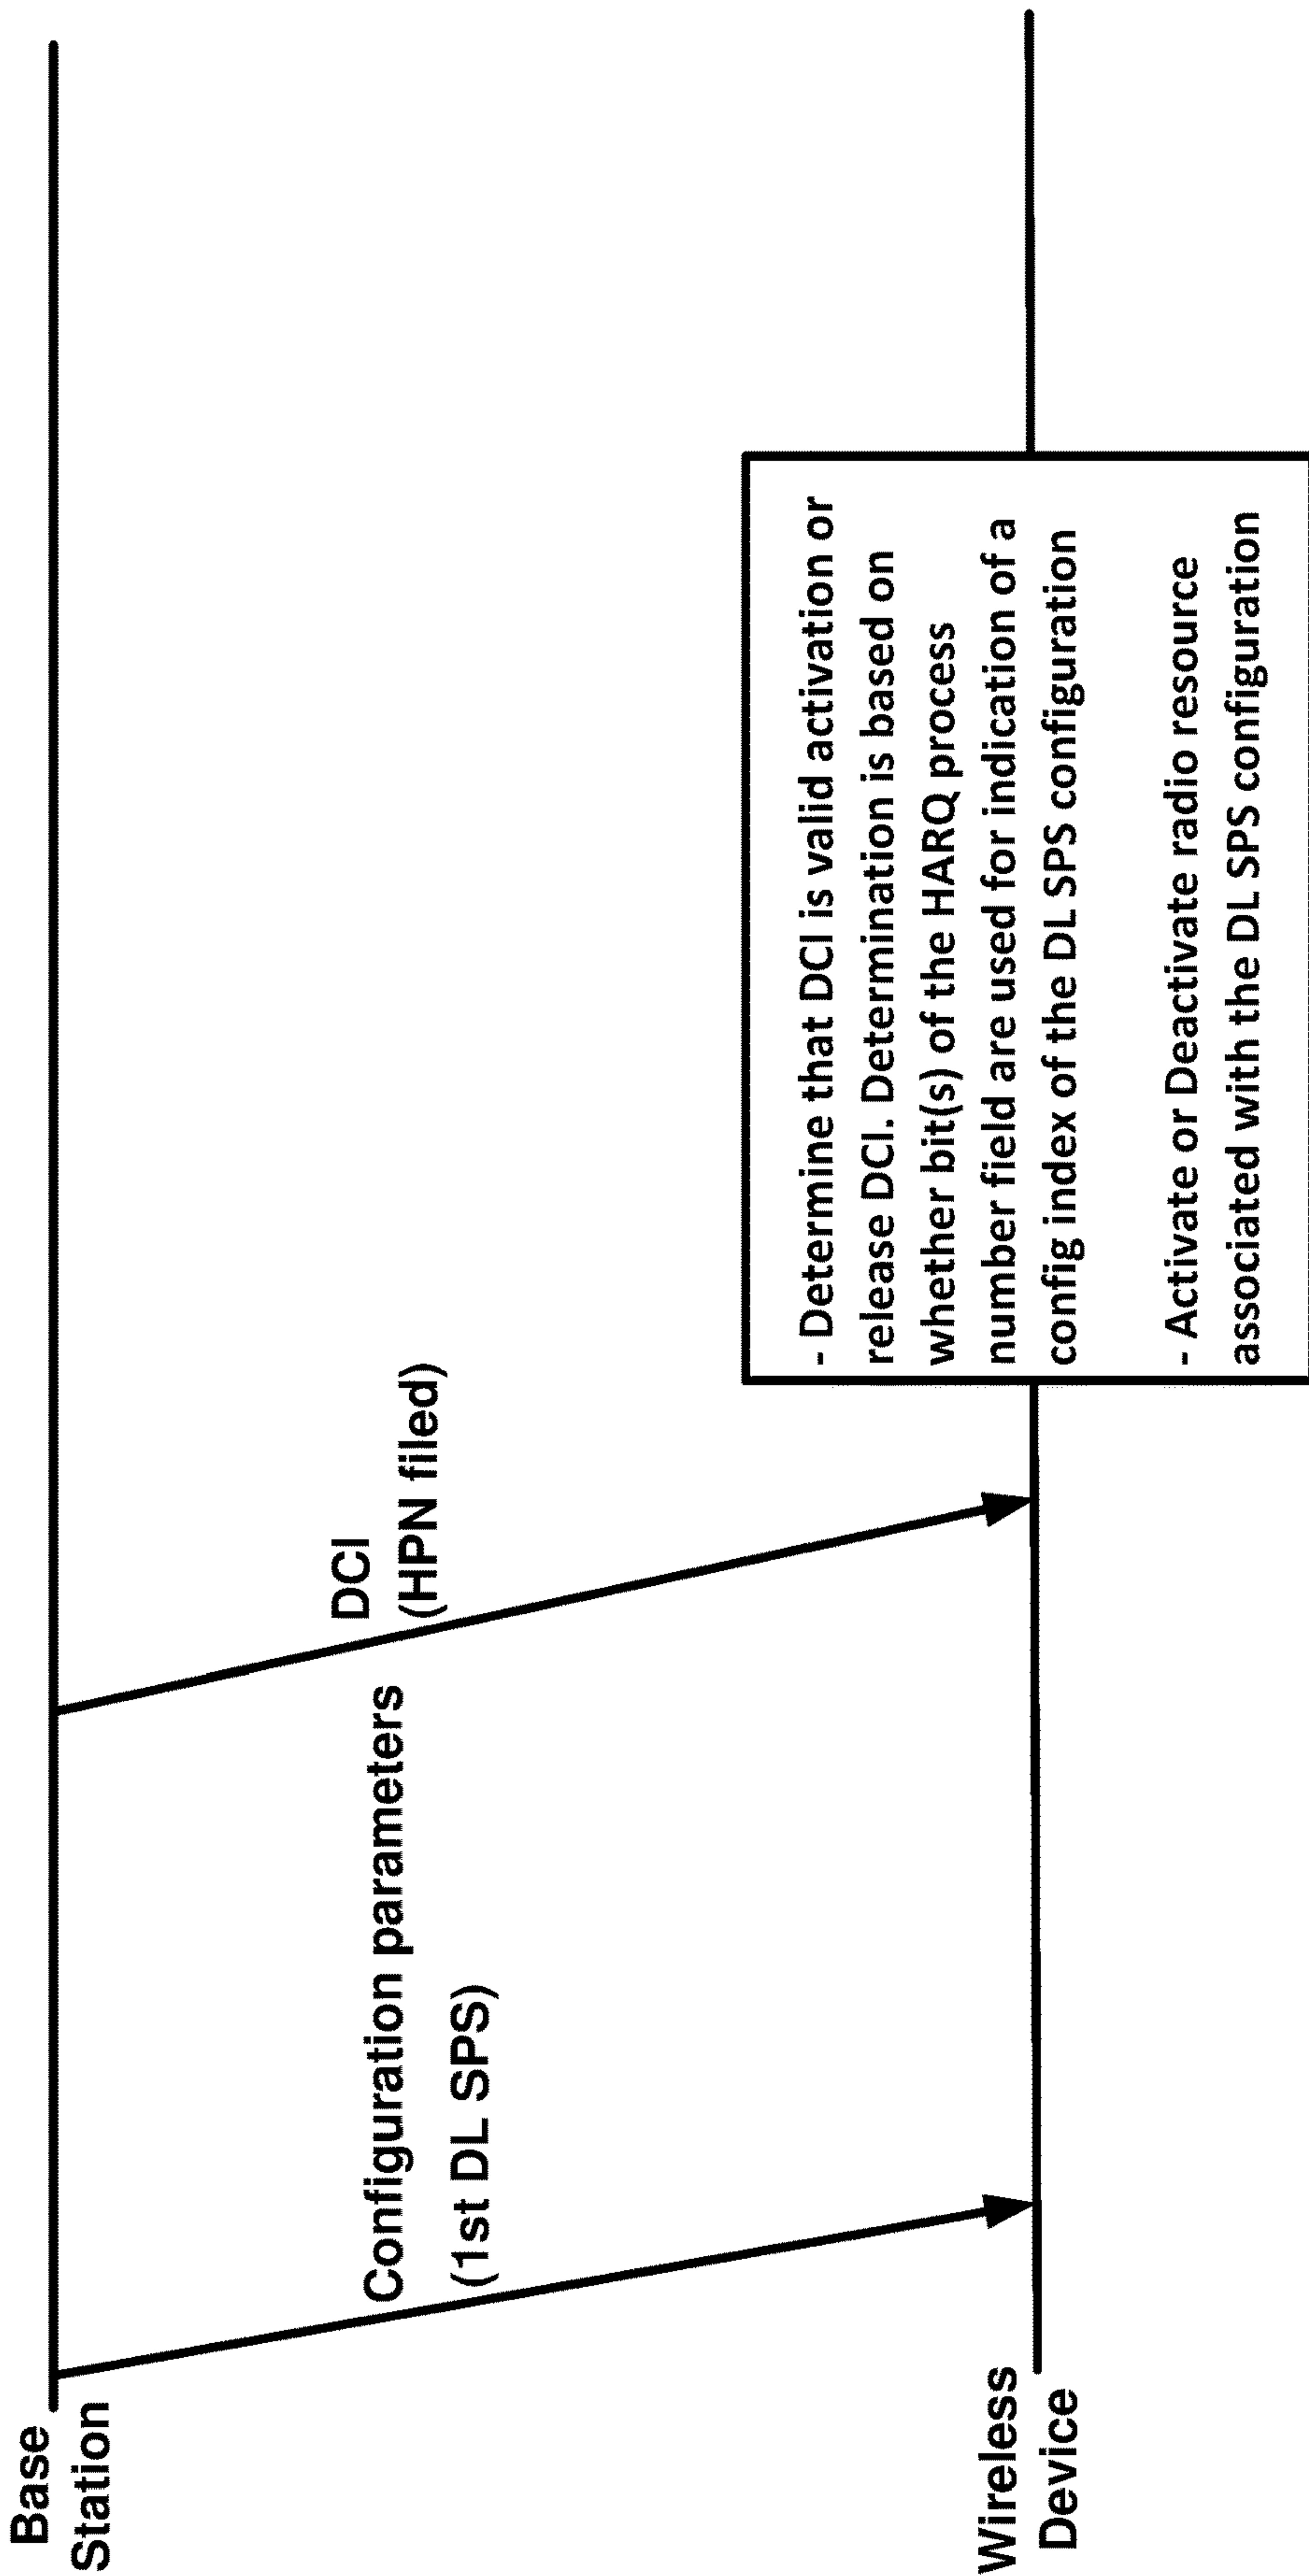 Base
Station
Configuration parameters
(1st DL SPS)
DCI
(HPN filed)
Wireless
Device
- Determine that DCI is valid activation or
release DCI. Determination is based on
whether bit(s) of the HARQ process
number field are used for indication of a
config index of the DL SPS configuration
- Activate or Deactivate radio resource
associated with the DL SPS configuration